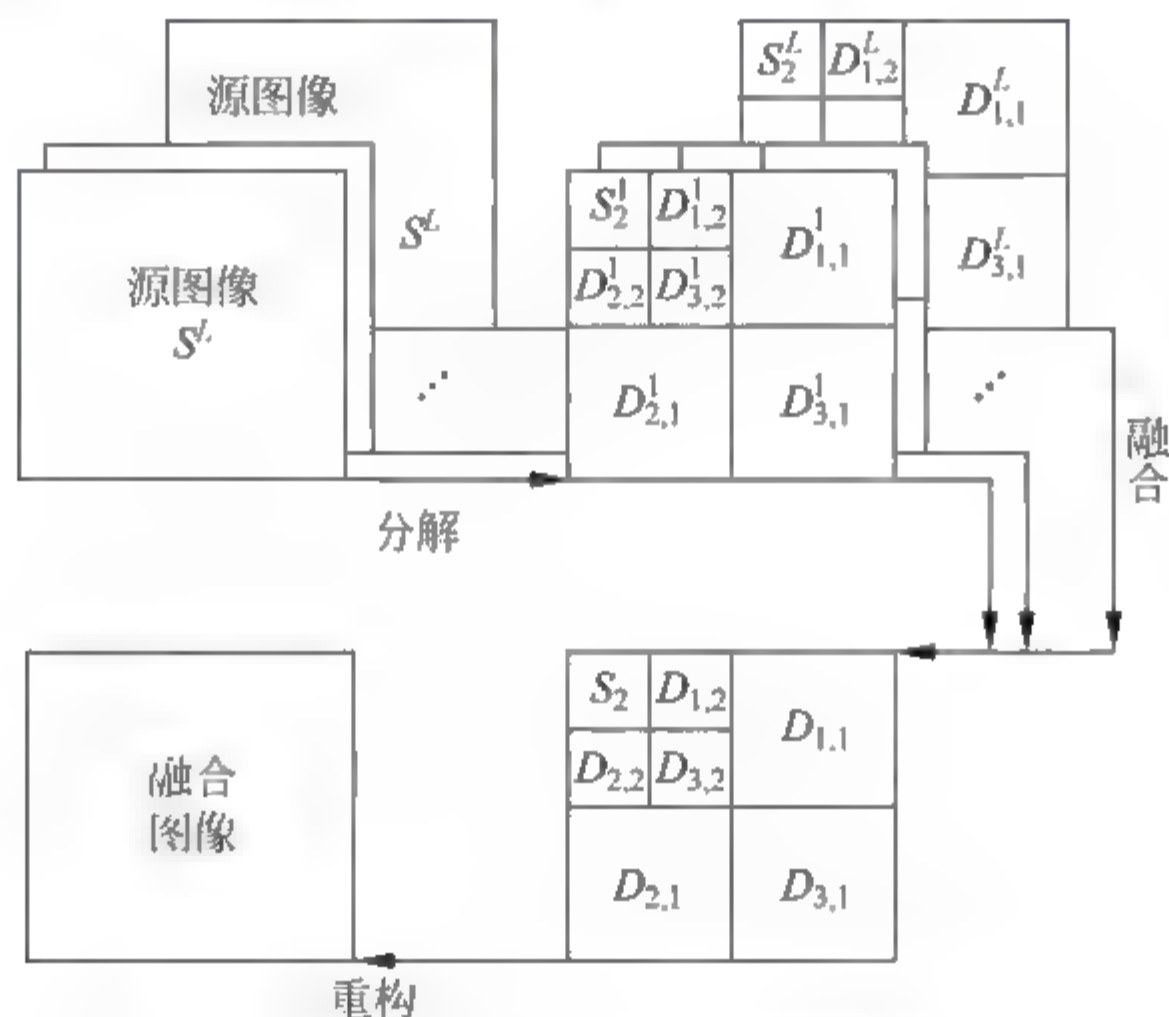 源图像
S^L
源图像
S^L
⋰
S_2^L D_{1,2}^L D_{1,1}^L
D_{3,1}^L
S_2^1 D_{1,2}^1 D_{1,1}^1
D_{2,2}^1 D_{3,2}^1
D_{2,1}^1 D_{3,1}^1
⋰
分解
融合
S_2 D_{1,2} D_{1,1}
D_{2,2} D_{3,2}
D_{2,1} D_{3,1}
融合
图像
重构